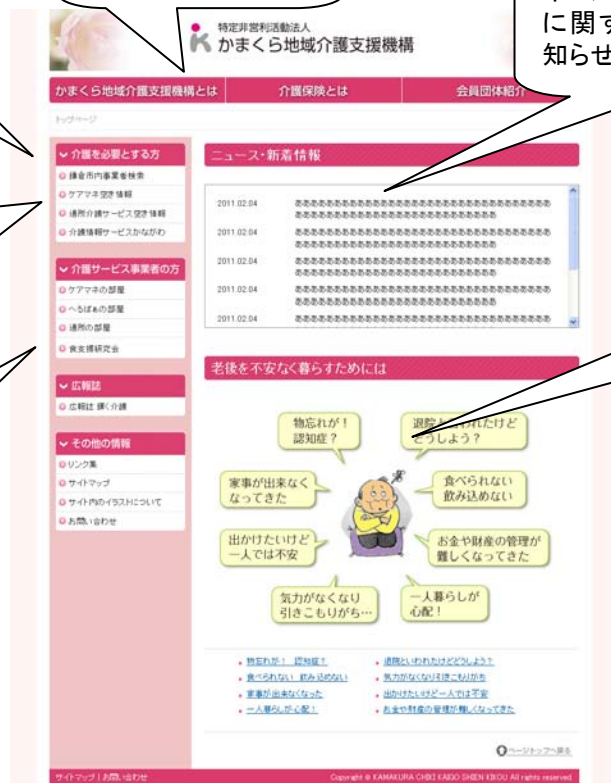 に関す
知らせ
特定非営利活動法人
かまくら地域介護支援機構
かまくら地域介護支援機構とは
介護保険とは
会員団体紹介
トップページ
介護を必要とする方
鎌倉市内事業者検索
ケアマネ空き情報
通所介護サービス空き情報
介護情報サービスかながわ
介護サービス事業者の方
ケアマネの部屋
へるぱぁの部屋
通所の部屋
食支援研究会
広報誌
広報誌 輝く介護
その他の情報
リンク集
サイトマップ
サイト内のイラストについて
お問い合わせ
ニュース・新着情報
2011.02.04
2011.02.04
2011.02.04
2011.02.04
2011.02.04
老後を不安なく暮らすためには
物忘れが!
認知症?
退院と言われたけど
どうしよう?
家事が出来なく
なってきた
食べられない
飲み込めない
出かけたいけど
一人では不安
お金や財産の管理が
難しくなってきた
気力がなくなり
引きこもりがち…
一人暮らしが
心配!
物忘れが! 認知症?
退院といわれたけどどうしよう?
食べられない 飲み込めない
気力がなくなり引きこもりがち
家事が出来なくなった
出かけたいけど一人では不安
一人暮らしが心配!
お金や財産の管理が難しくなってきた
ページトップへ戻る
サイトマップ | お問い合わせ
Copyright © KAMAKURA CHIIKI KAIGO SHIEN KIKOU All rights reserved.